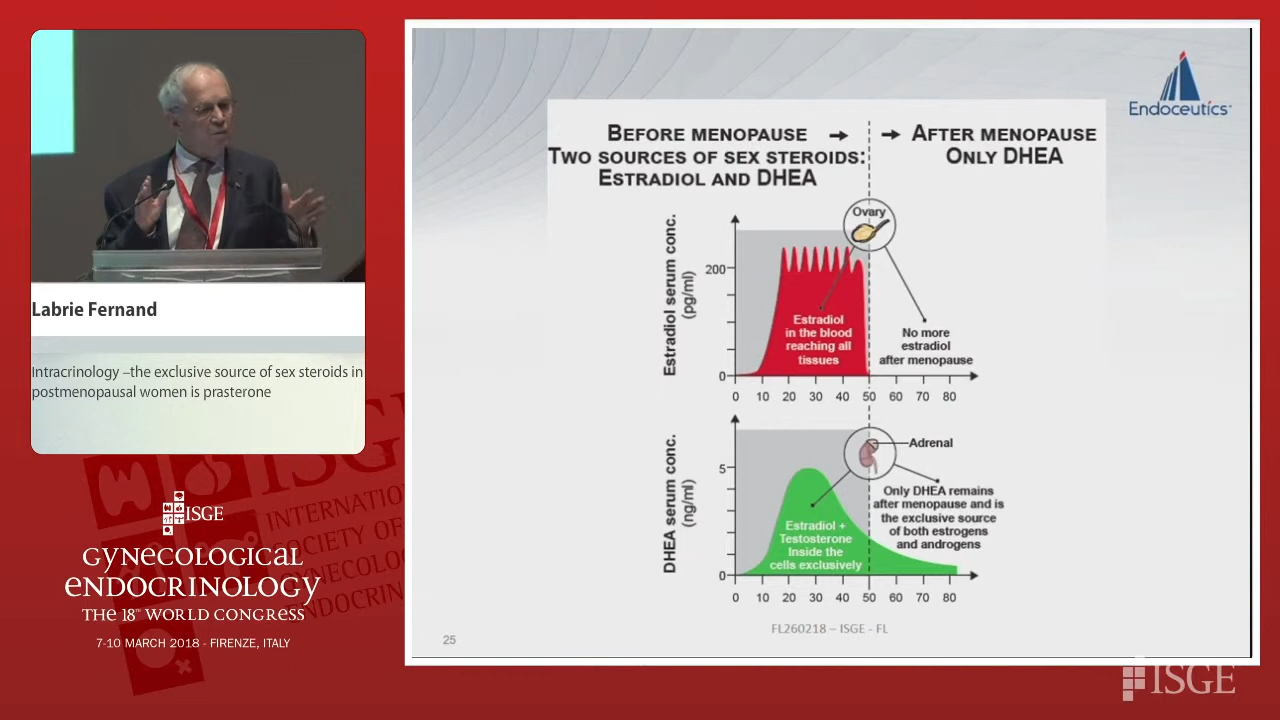 Labrie Fernand
Intracrinology –the exclusive source of sex steroids in
postmenopausal women is prasterone
ISGE
INTERNATIO
SOCIETY OF
GYNECOLO
ENDOCRIN
ISGE
GYNECOLOGICAL
ENDOCRINOLOGY
THE 18TH WORLD CONGRESS
7-10 MARCH 2018 - FIRENZE, ITALY
Endoceutics
BEFORE MENOPAUSE
TWO SOURCES OF SEX STEROIDS:
ESTRADIOL AND DHEA
AFTER MENOPAUSE
ONLY DHEA
Estradiol serum conc.
(pg/ml)
200
0
Ovary
Estradiol
in the blood
reaching all
tissues
No more
estradiol
after menopause
0 10 20 30 40 50 60 70 80
DHEA serum conc.
(ng/ml)
5
0
Adrenal
Estradiol +
Testosterone
Inside the
cells exclusively
Only DHEA remains
after menopause and is
the exclusive source
of both estrogens
and androgens
0 10 20 30 40 50 60 70 80
25
FL260218 – ISGE - FL
ISGE